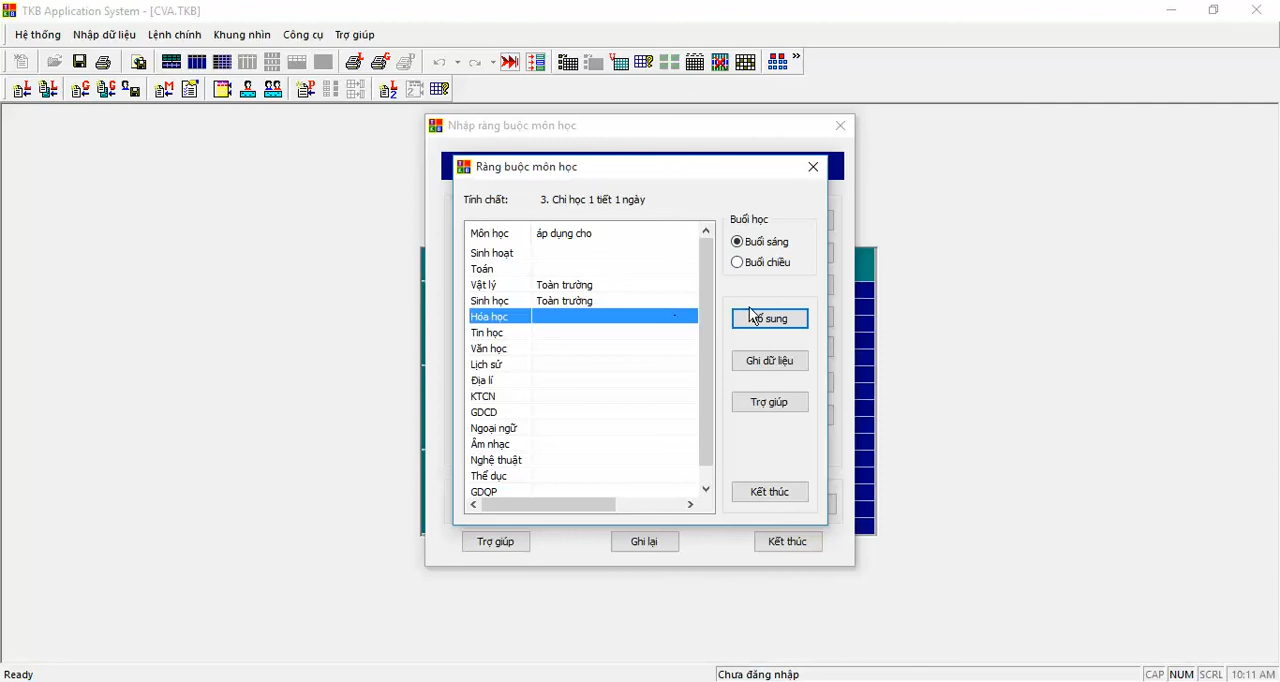 TKB Application System - [CVA.TKB]
Hệ thống Nhập dữ liệu Lệnh chính Khung nhìn Công cụ Trợ giúp
Nhập ràng buộc môn học
Ràng buộc môn học
Tính chất: 3. Chỉ học 1 tiết 1 ngày
Môn học áp dụng cho
Sinh hoạt
Toán
Vật lý Toàn trường
Sinh học Toàn trường
Hóa học
Tin học
Văn học
Lịch sử
Địa lí
KTCN
GDCD
Ngoại ngữ
Âm nhạc
Nghệ thuật
Thể dục
GDQP
Buổi học
Buổi sáng
Buổi chiều
sung
Ghi dữ liệu
Trợ giúp
Kết thúc
Trợ giúp Ghi lại Kết thúc
Ready Chưa đăng nhập CAP NUM SCRL 10:11 AM